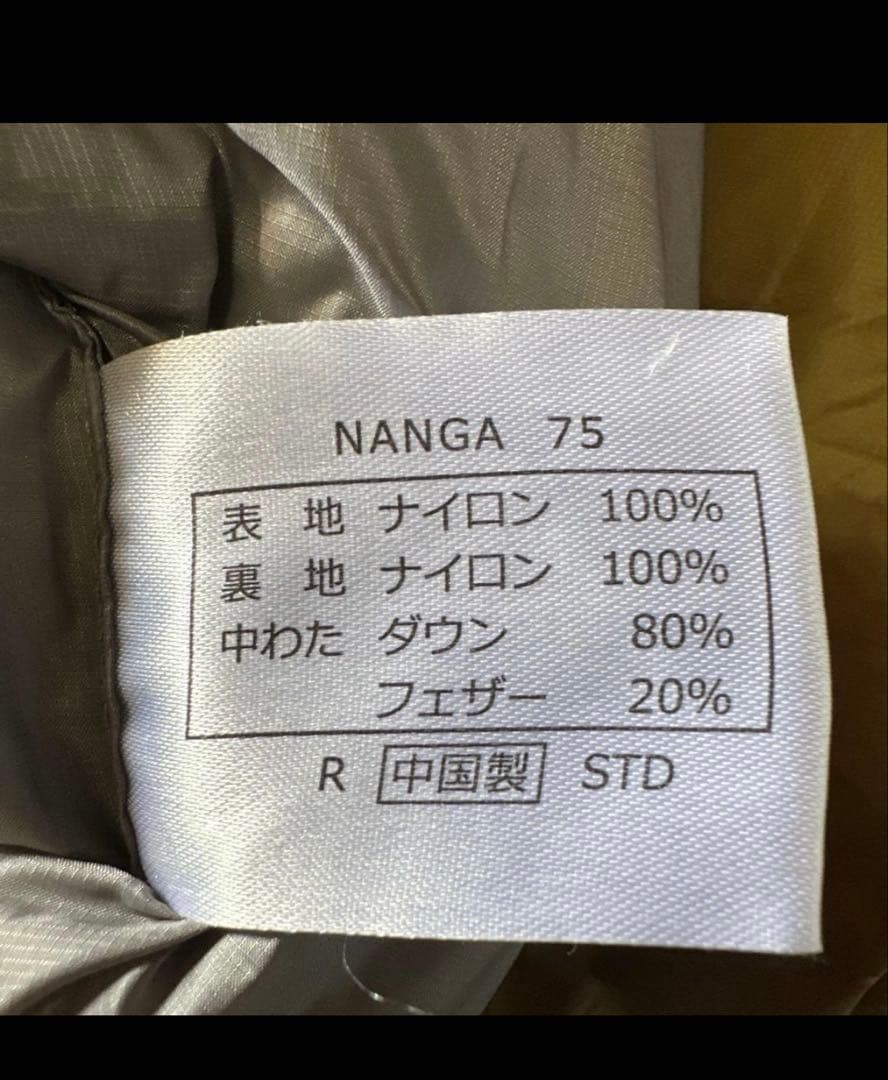 NANGA 75
表 地 ナイロン 100%
裏 地 ナイロン 100%
中わた ダウン 80%
フェザー 20%
R 中国製 STD